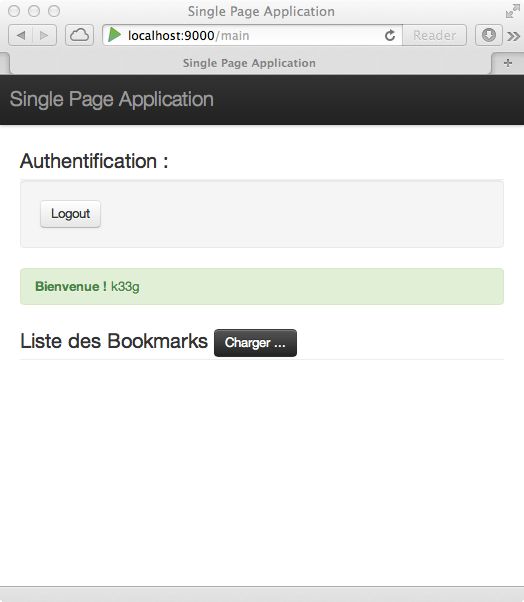 Single Page Application
localhost:9000/main
Reader
Single Page Application
Single Page Application
Authentification :
Logout
Bienvenue ! k33g
Liste des Bookmarks Charger ...